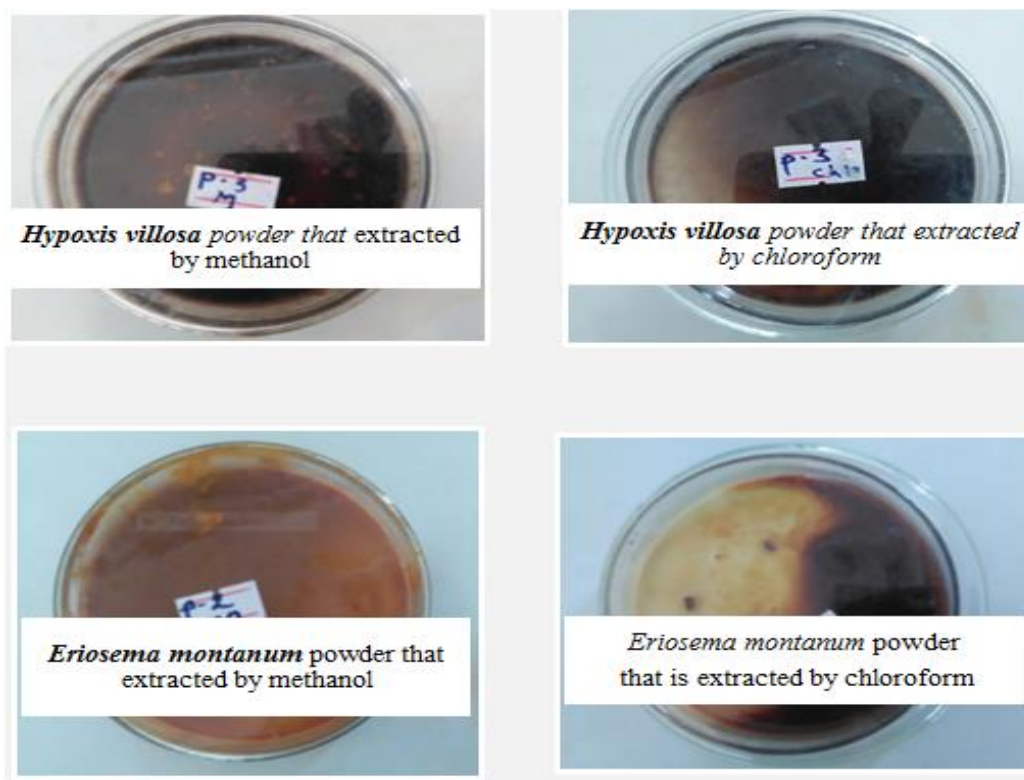 P-3
M
P-3
chlo
Hypoxis villosa powder that extracted
by methanol
Hypoxis villosa powder that extracted
by chloroform
P-2
Eriosema montanum powder that
extracted by methanol
Eriosema montanum powder
that is extracted by chloroform